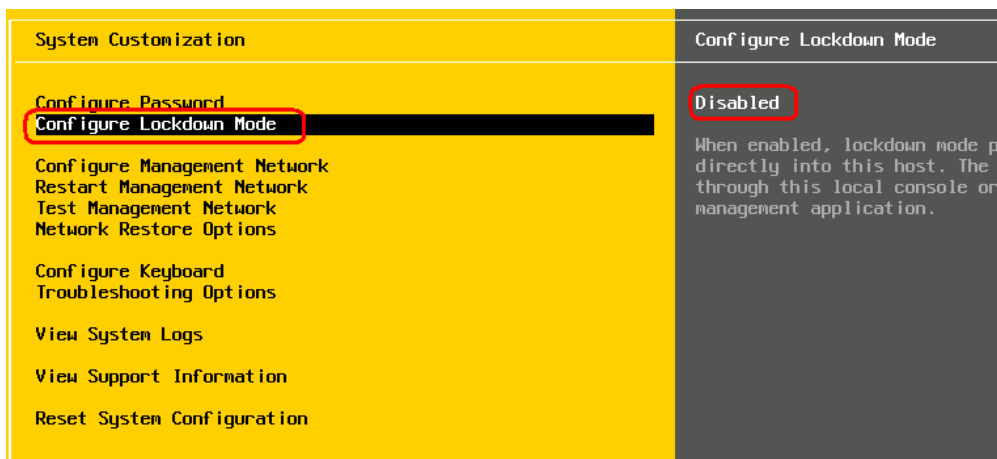 System Customization
Configure Password
Configure Lockdown Mode
Configure Management Network
Restart Management Network
Test Management Network
Network Restore Options
Configure Keyboard
Troubleshooting Options
View System Logs
View Support Information
Reset System Configuration
Configure Lockdown Mode
Disabled
When enabled, lockdown mode p
directly into this host. The
through this local console or
management application.